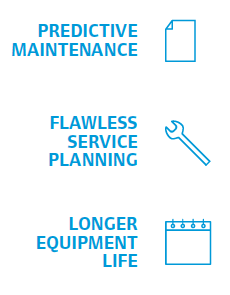 PREDICTIVE
MAINTENANCE
FLAWLESS
SERVICE
PLANNING
LONGER
EQUIPMENT
LIFE